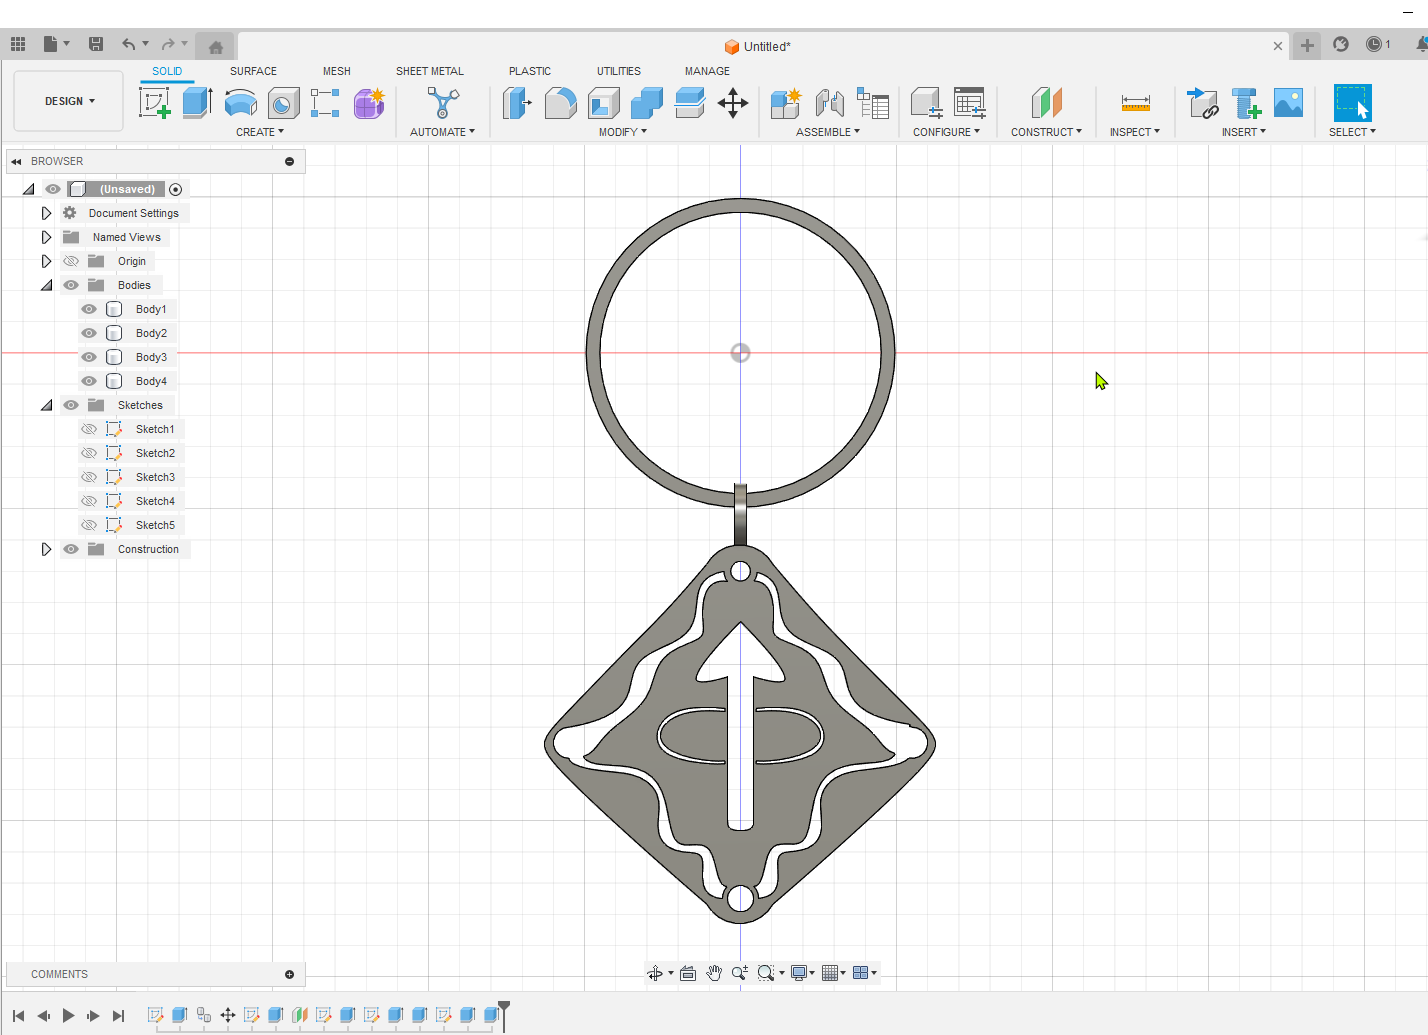 Untitled*
1
DESIGN
SOLID SURFACE MESH SHEET METAL PLASTIC UTILITIES MANAGE
CREATE AUTOMATE MODIFY ASSEMBLE CONFIGURE CONSTRUCT INSPECT INSERT SELECT
BROWSER
(Unsaved)
Document Settings
Named Views
Origin
Bodies
Body1
Body2
Body3
Body4
Sketches
Sketch1
Sketch2
Sketch3
Sketch4
Sketch5
Construction
COMMENTS